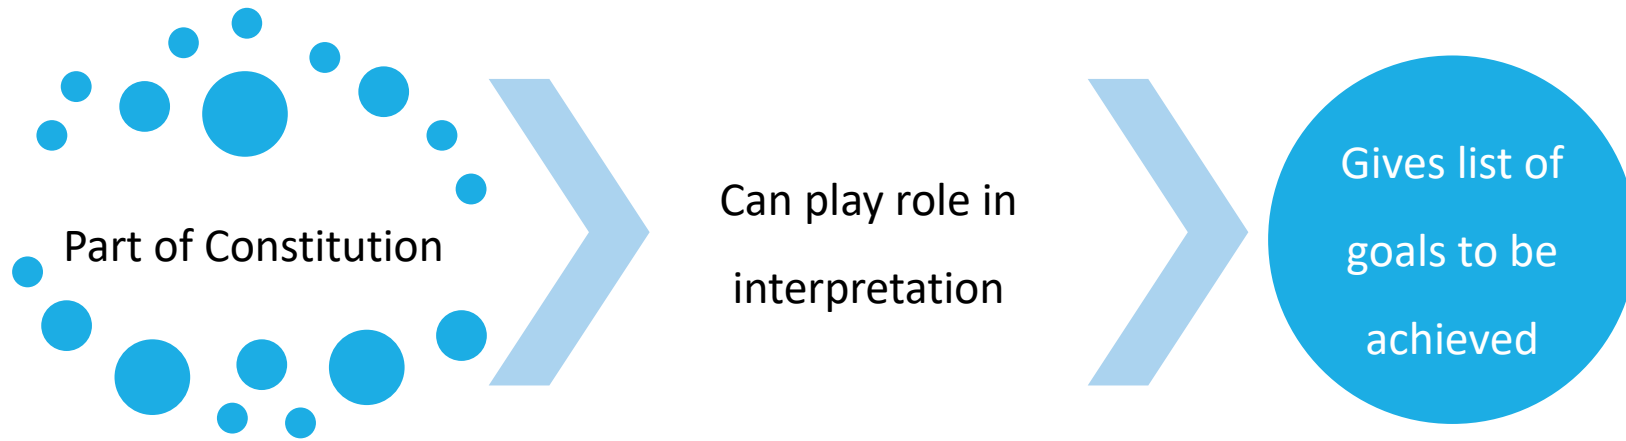 Part of Constitution
Can play role in
interpretation
Gives list of
goals to be
achieved